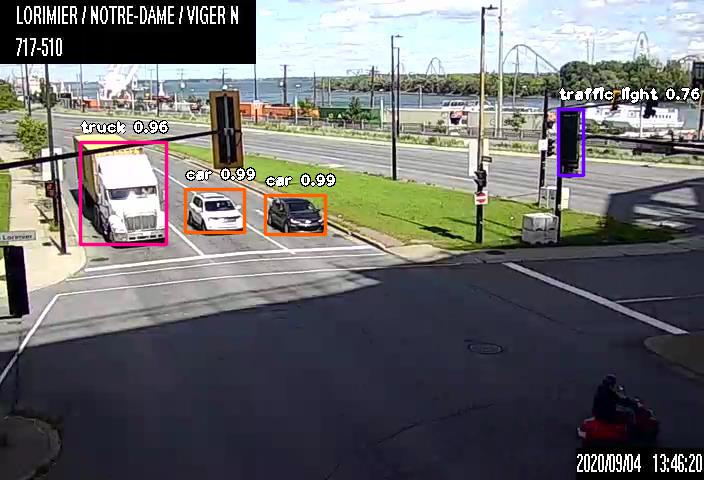 LORIMIER / NOTRE-DAME / VIGER N
717-510
traffic light 0.76
truck 0.96
car 0.99
car 0.99
Lorimier
2020/09/04 13:46:20